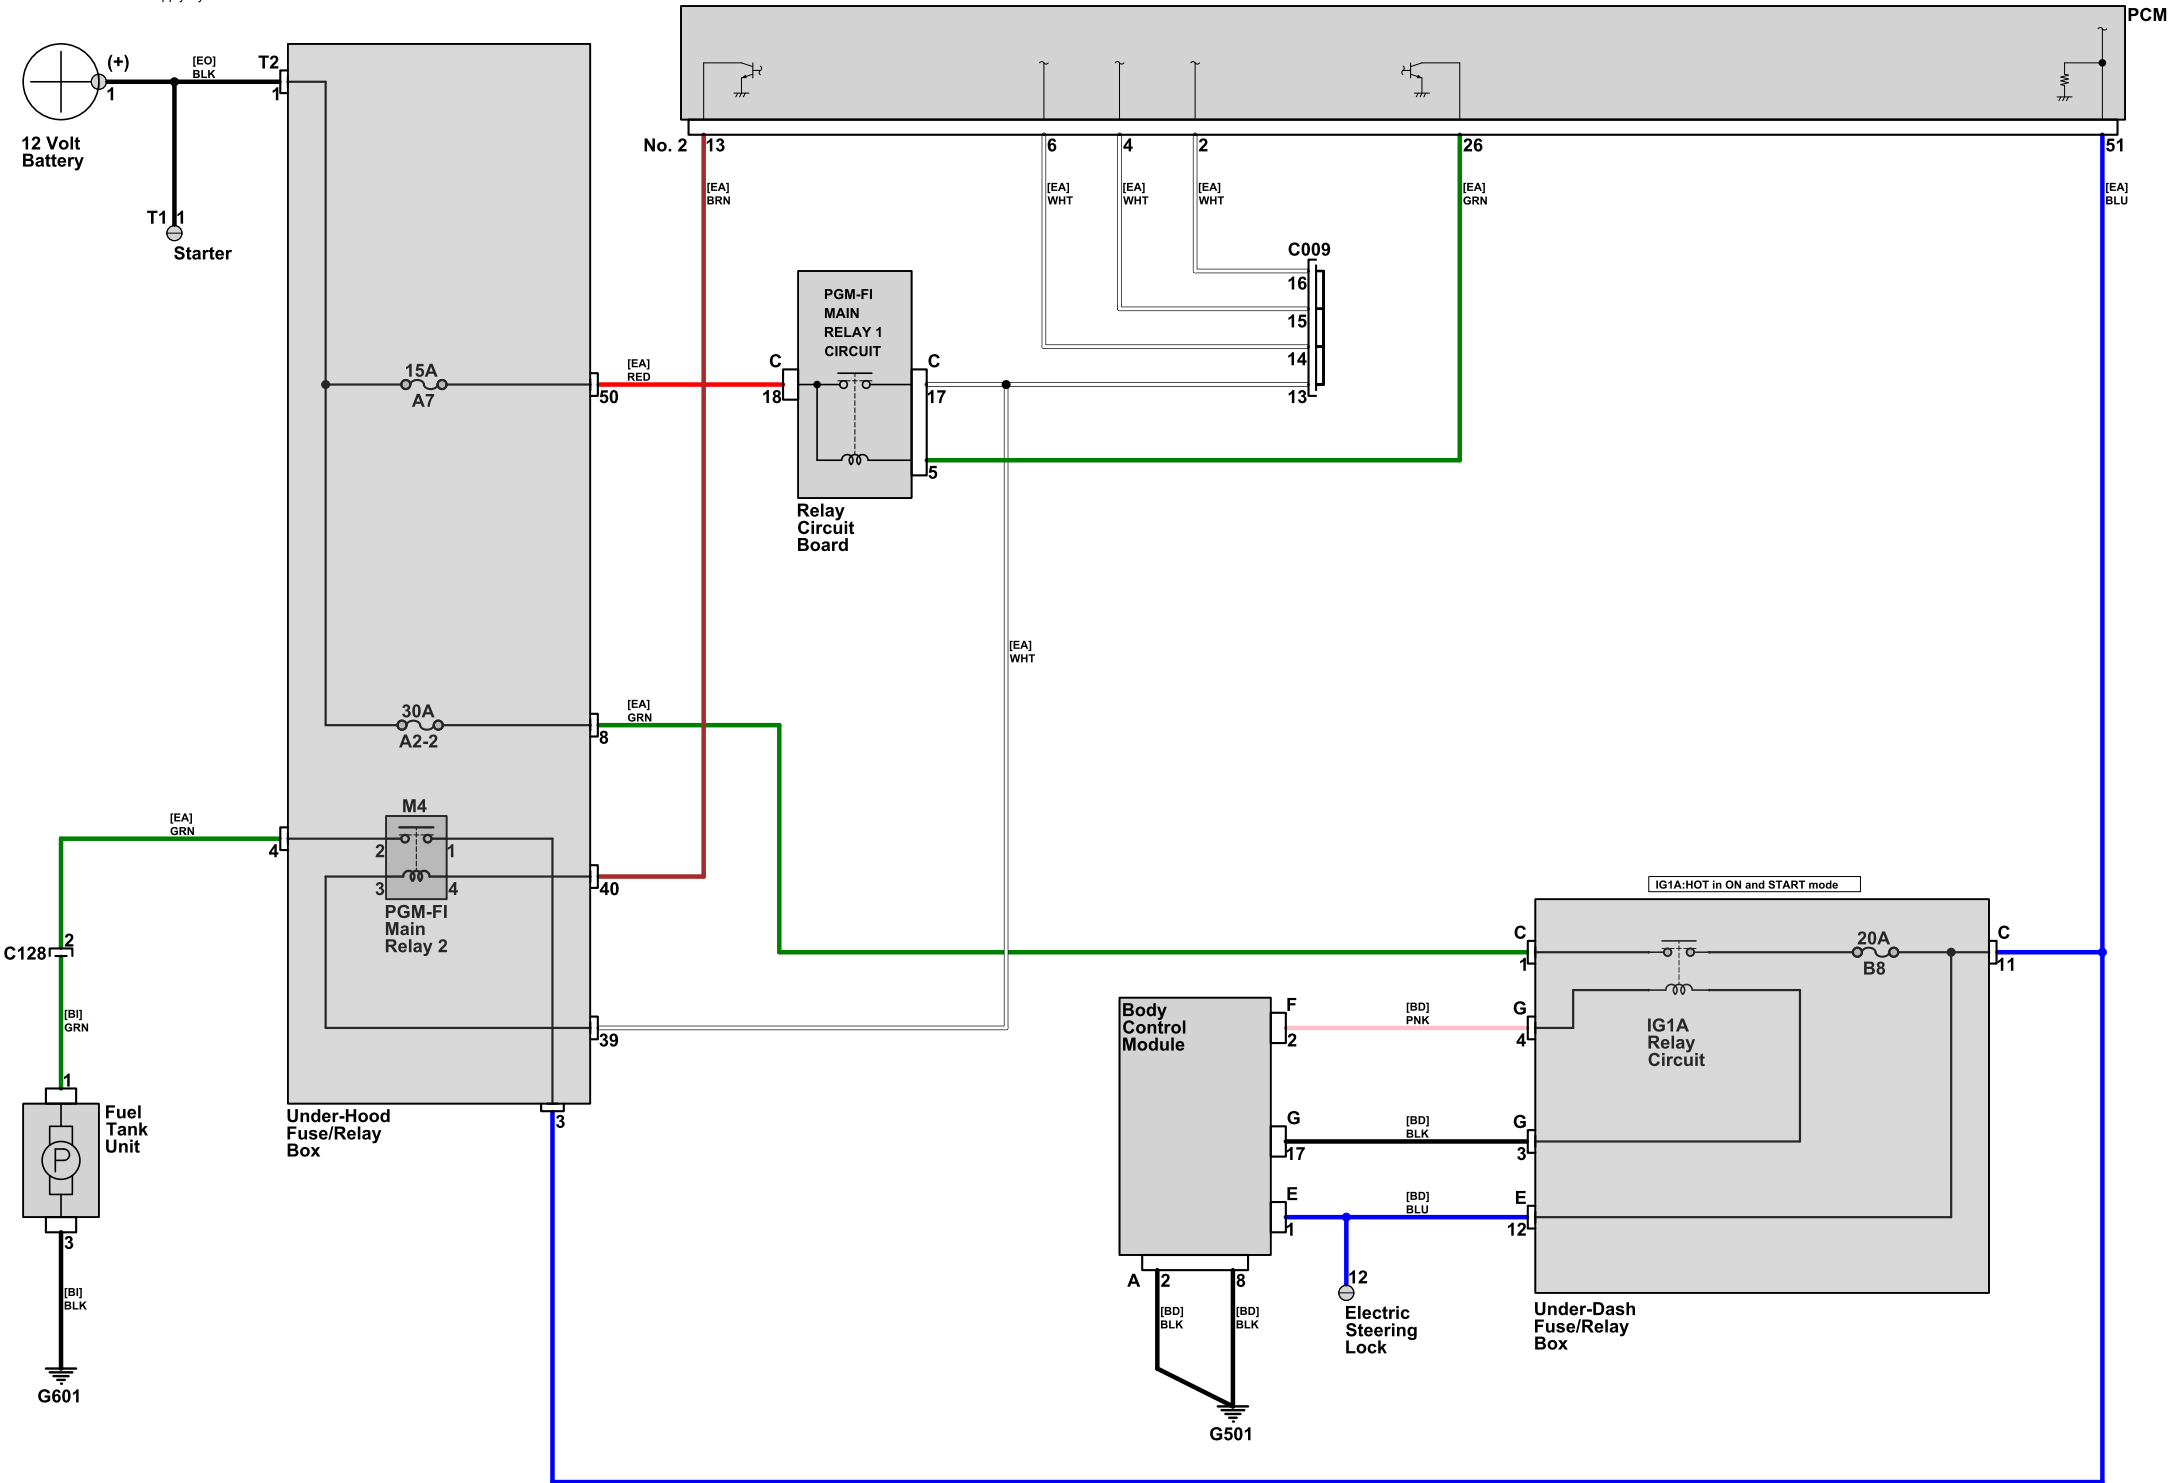 PCM
(+)
[EO]
BLK
T2
1
1
12 Volt
Battery
T1
1
Starter
No. 2
13
6
4
2
26
51
[EA]
BRN
[EA]
WHT
[EA]
WHT
[EA]
WHT
[EA]
GRN
[EA]
BLU
C009
16
15
14
13
PGM-FI
MAIN
RELAY 1
CIRCUIT
C
18
C
17
5
Relay
Circuit
Board
15A
A7
50
[EA]
RED
[EA]
WHT
30A
A2-2
8
[EA]
GRN
M4
2
1
3
4
PGM-FI
Main
Relay 2
40
39
[EA]
GRN
4
C128
2
[BI]
GRN
1
Fuel
Tank
Unit
P
3
[BI]
BLK
G601
Under-Hood
Fuse/Relay
Box
3
IG1A:HOT in ON and START mode
C
1
20A
B8
C
11
G
4
IG1A
Relay
Circuit
G
3
E
12
Under-Dash
Fuse/Relay
Box
Body
Control
Module
F
2
[BD]
PNK
G
17
[BD]
BLK
E
1
[BD]
BLU
A
2
8
[BD]
BLK
[BD]
BLK
12
Electric
Steering
Lock
G501